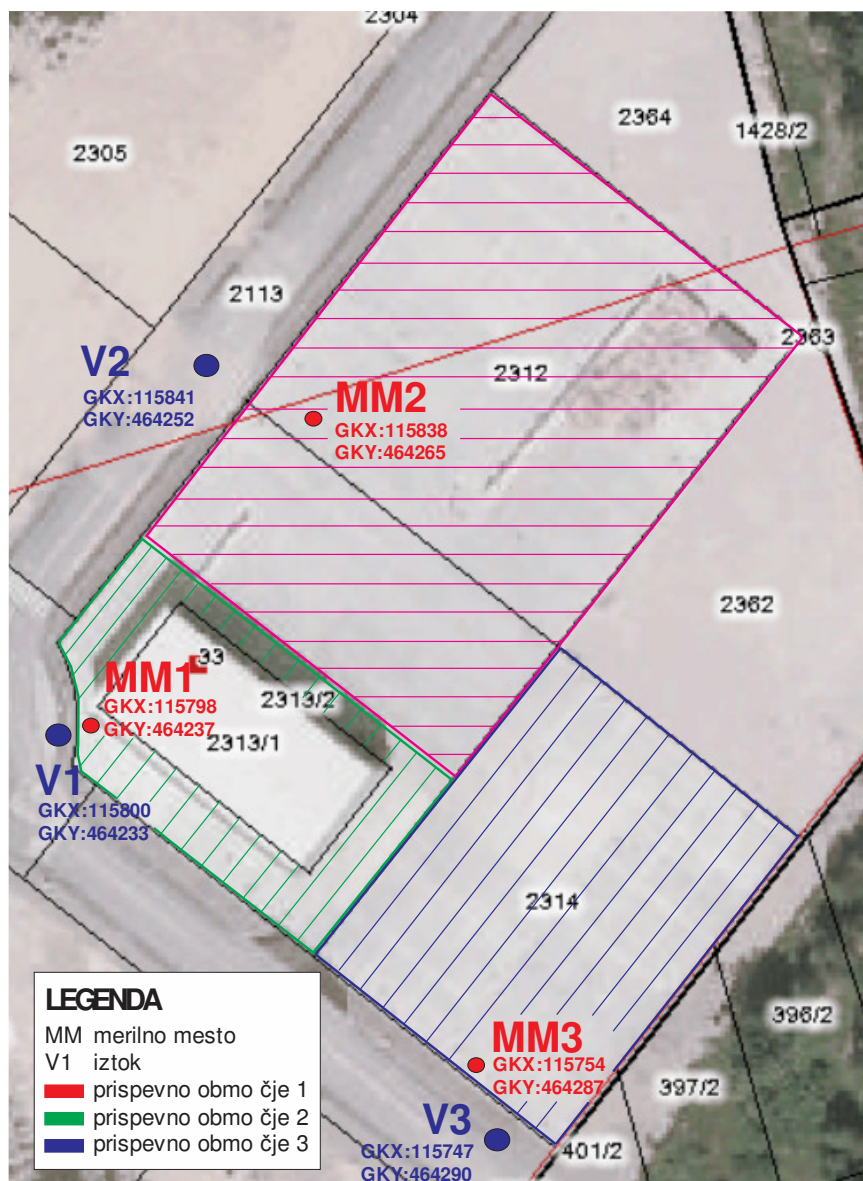 2304
2364
1428/2
2305
2113
2363
V2
GKX:115841
GKY:464252
2312
MM2
GKX:115838
GKY:464265
2362
33
MM1
GKX:115798
GKY:464237
2313/2
2313/1
V1
GKX:115800
GKY:464233
2314
LEGENDA
MM merilno mesto
V1 iztok
prispevno obmo čje 1
prispevno obmo čje 2
prispevno obmo čje 3
MM3
GKX:115754
GKY:464287
396/2
397/2
V3
GKX:115747
GKY:464290
401/2